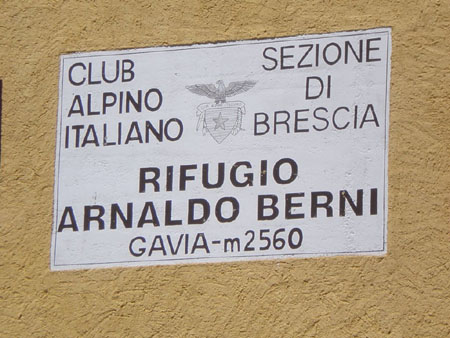 CLUB
ALPINO
ITALIANO
SEZIONE
DI
BRESCIA
RIFUGIO
ARNALDO BERNI
GAVIA-m2560